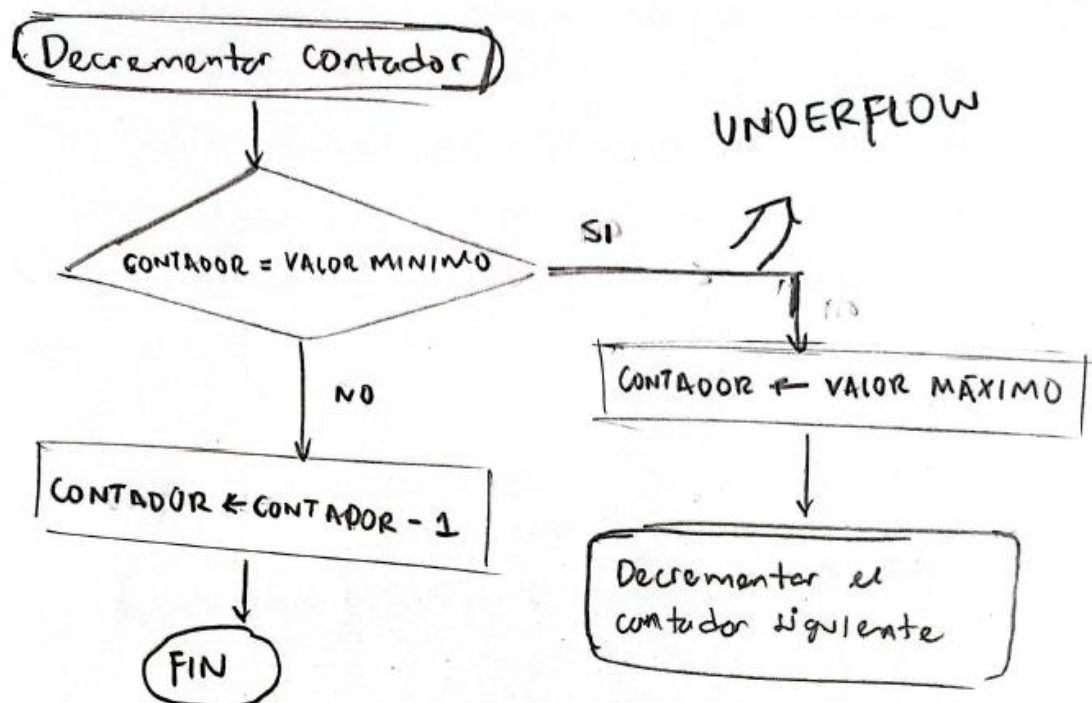 Decrementar contador
UNDERFLOW
CONTADOR = VALOR MINIMO
SI
NO
CONTADOR ← VALOR MÁXIMO
CONTADOR ← CONTADOR - 1
Decrementar el
contador siguiente
FIN